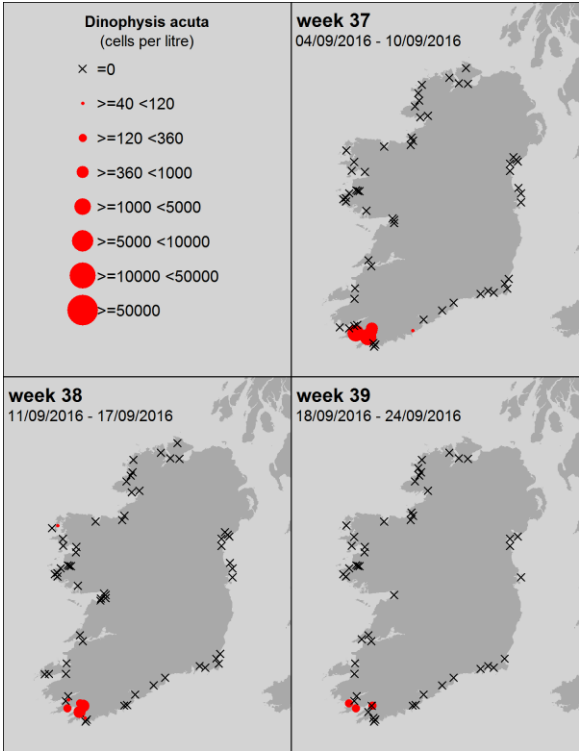 Dinophysis acuta
(cells per litre)
=0
>=40 <120
>=120 <360
>=360 <1000
>=1000 <5000
>=5000 <10000
>=10000 <50000
>=50000
week 37
04/09/2016 - 10/09/2016
week 38
11/09/2016 - 17/09/2016
week 39
18/09/2016 - 24/09/2016